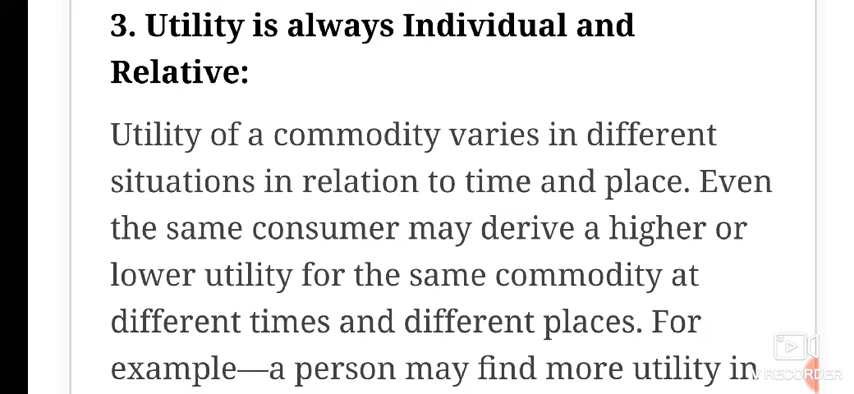 3. Utility is always Individual and
Relative:
Utility of a commodity varies in different
situations in relation to time and place. Even
the same consumer may derive a higher or
lower utility for the same commodity at
different times and different places. For
example—a person may find more utility in
V RECORDER